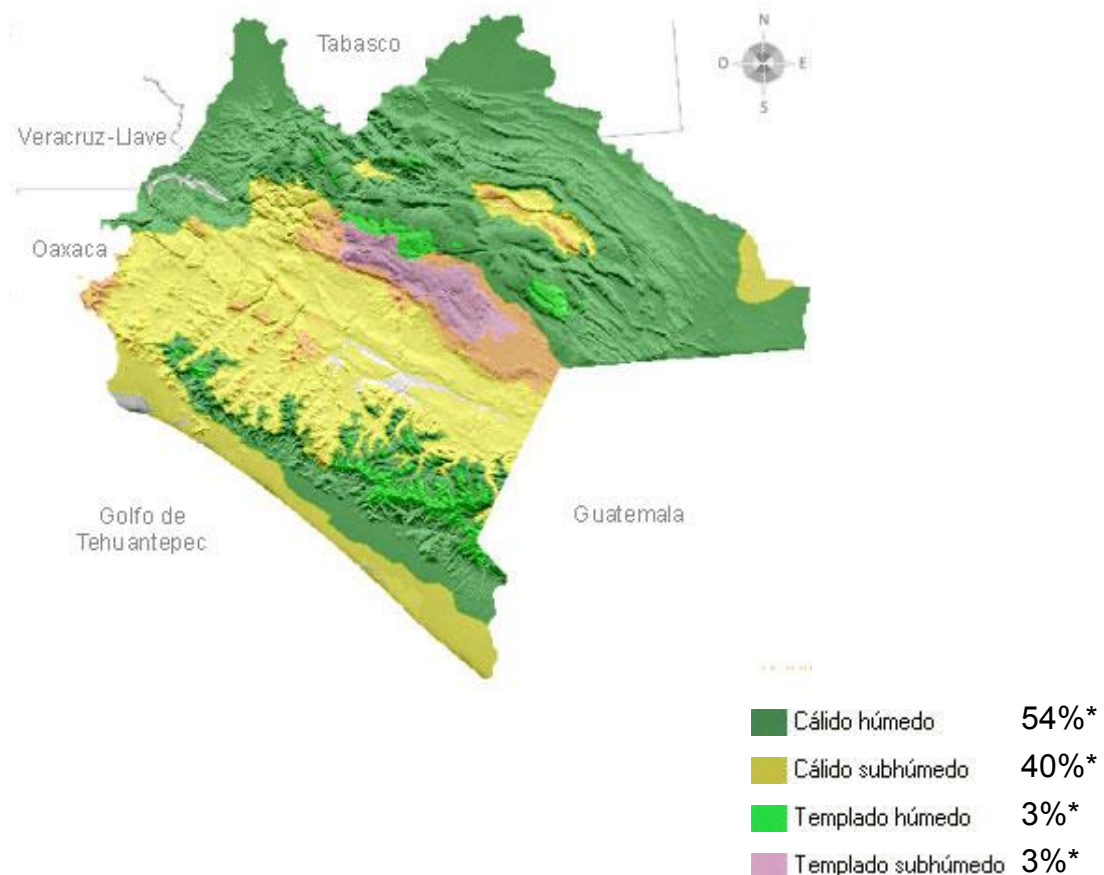 Tabasco
N
O E
S
Veracruz-Llave
Oaxaca
Golfo de
Tehuantepec
Guatemala
Cálido húmedo 54%*
Cálido subhúmedo 40%*
Templado húmedo 3%*
Templado subhúmedo 3%*